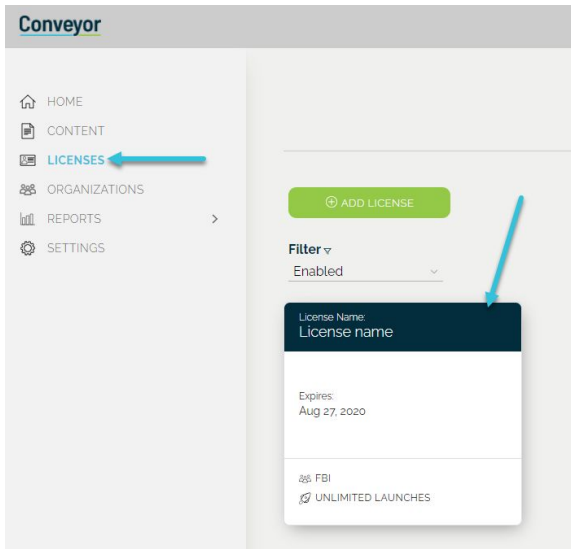 Conveyor
HOME
CONTENT
LICENSES
ORGANIZATIONS
REPORTS
SETTINGS
ADD LICENSE
Filter
Enabled
License Name:
License name
Expires:
Aug 27, 2020
FBI
UNLIMITED LAUNCHES